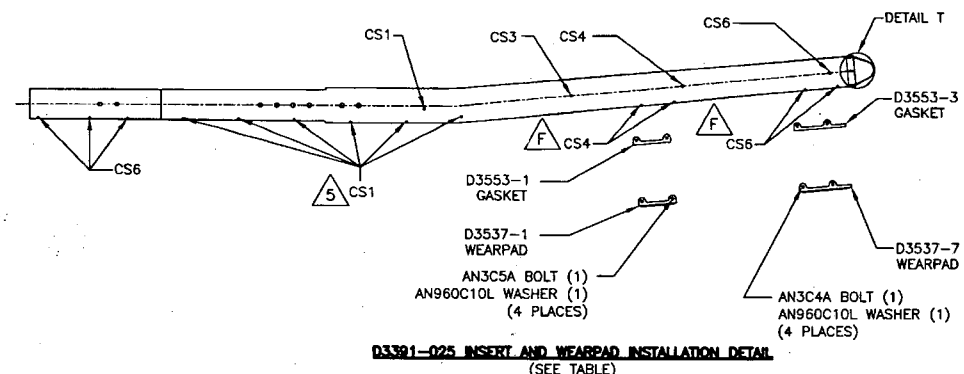 DETAIL T
CS1
CS3
CS4
CS6
D3553-3
GASKET
F
F
CS4
CS6
CS6
5
CS1
D3553-1
GASKET
D3537-1
WEARPAD
D3537-7
WEARPAD
AN3C5A BOLT (1)
AN960C10L WASHER (1)
(4 PLACES)
AN3C4A BOLT (1)
AN960C10L WASHER (1)
(4 PLACES)
D3391-025 INSERT AND WEARPAD INSTALLATION DETAIL
(SEE TABLE)